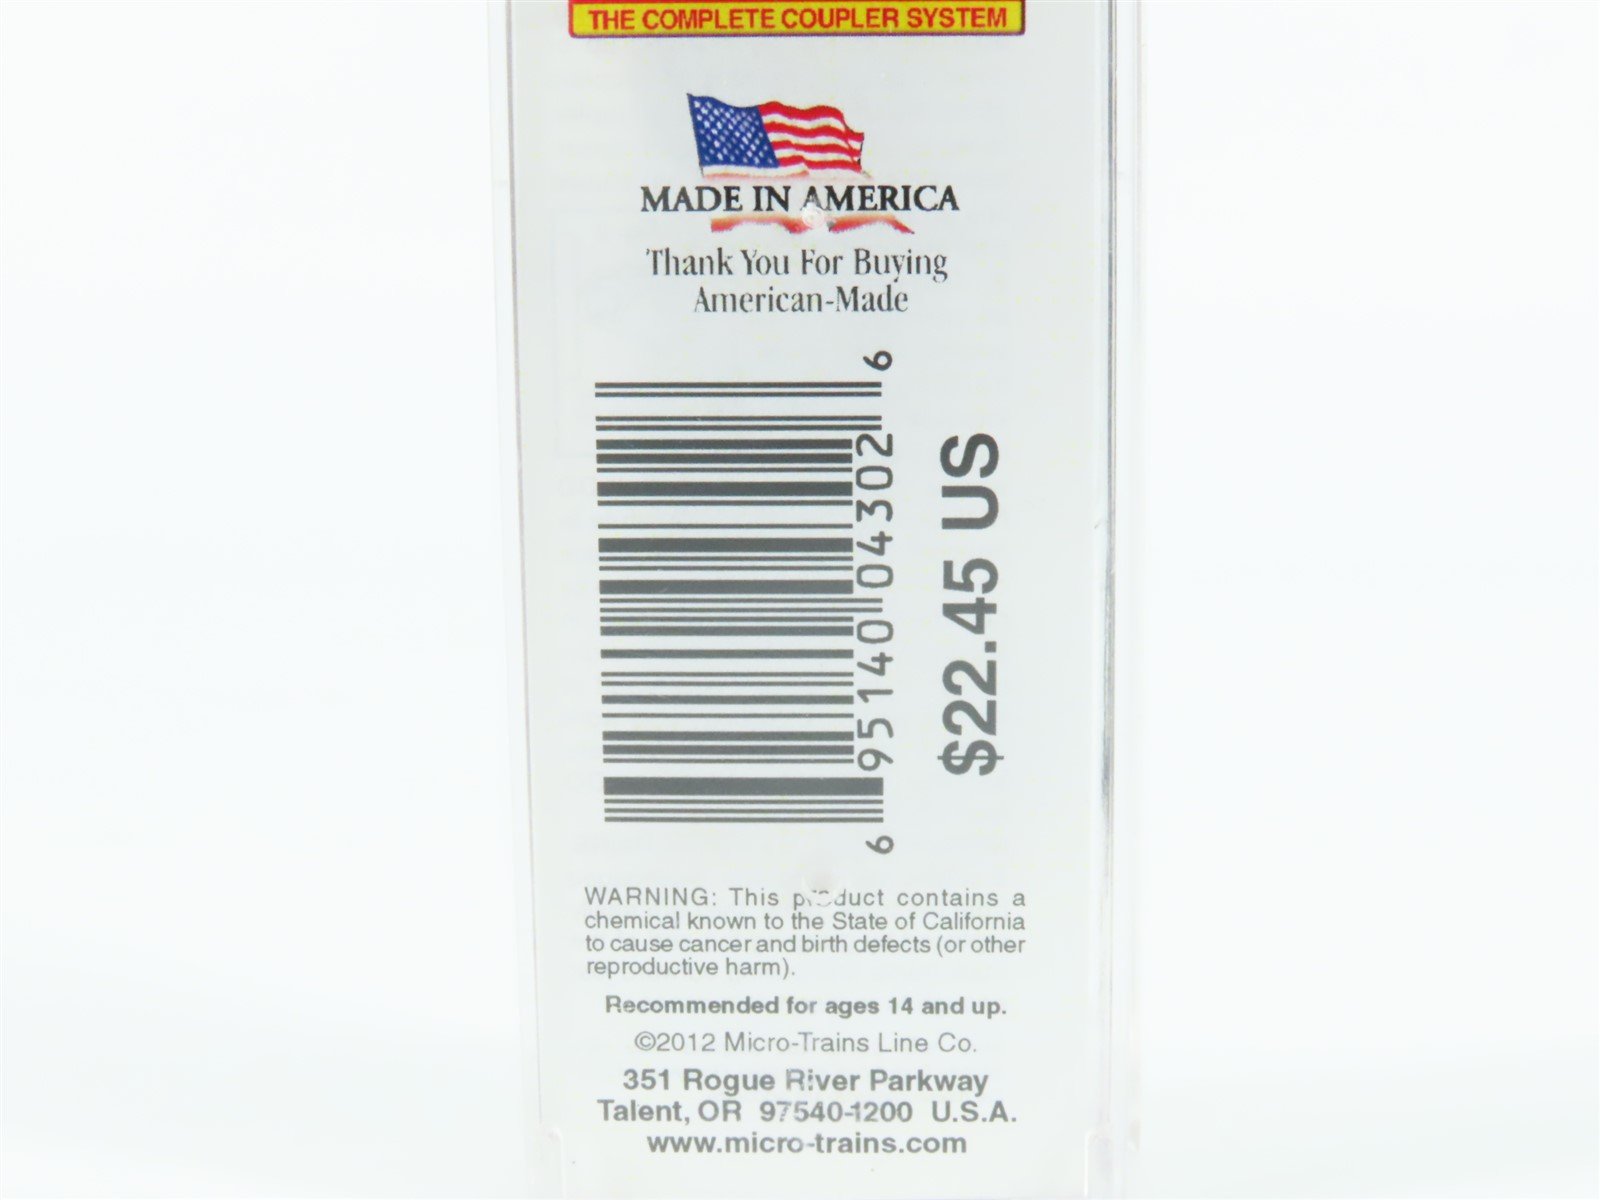 THE COMPLETE COUPLER SYSTEM
MADE IN AMERICA
Thank You For Buying
American-Made
6 95140 04302 6
$22.45 US
WARNING: This product contains a
chemical known to the State of California
to cause cancer and birth defects (or other
reproductive harm).
Recommended for ages 14 and up.
©2012 Micro-Trains Line Co.
351 Rogue River Parkway
Talent, OR 97540-1200 U.S.A.
www.micro-trains.com